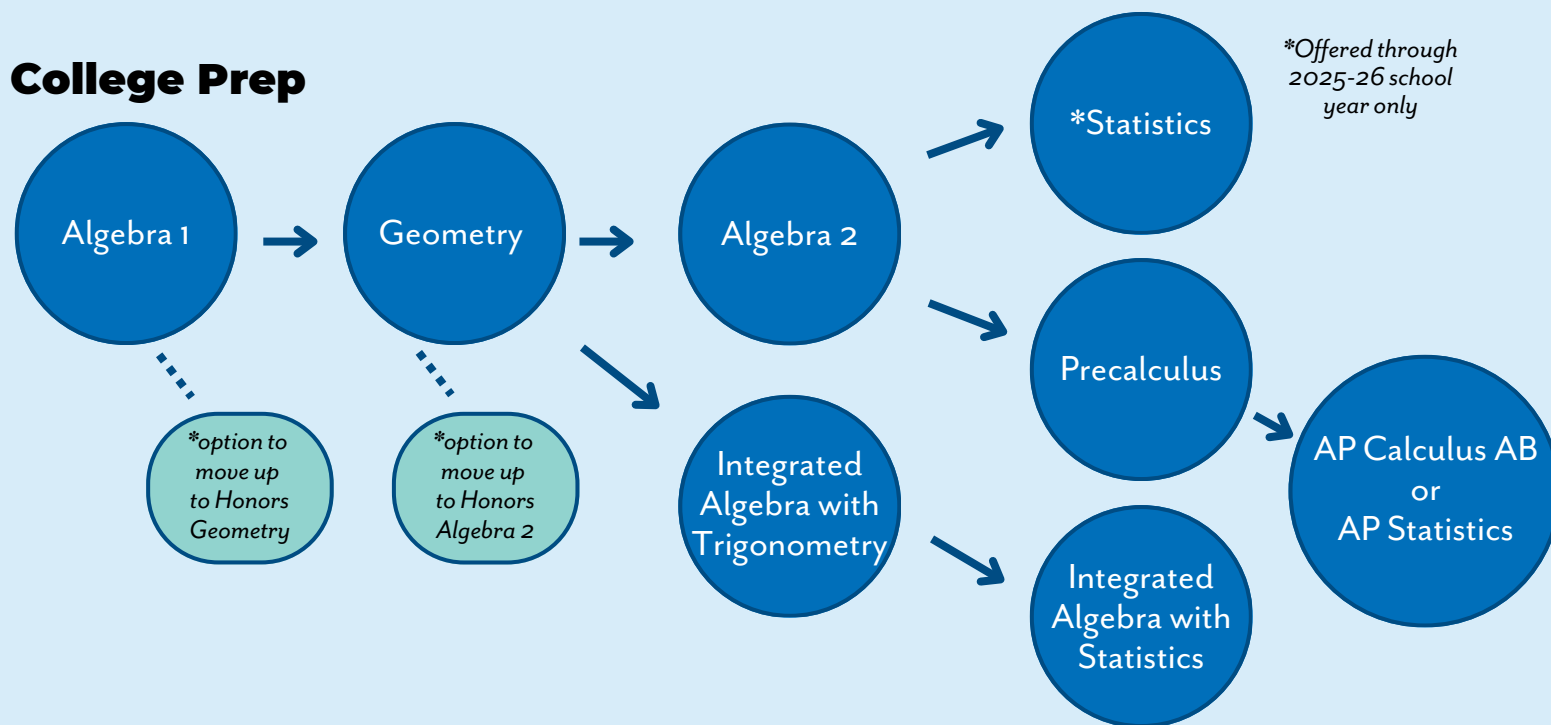 College Prep
*Offered through
2025-26 school
year only
*Statistics
Algebra 1
Geometry
Algebra 2
Precalculus
*option to
move up
to Honors
Geometry
*option to
move up
to Honors
Algebra 2
Integrated
Algebra with
Trigonometry
AP Calculus AB
or
AP Statistics
Integrated
Algebra with
Statistics